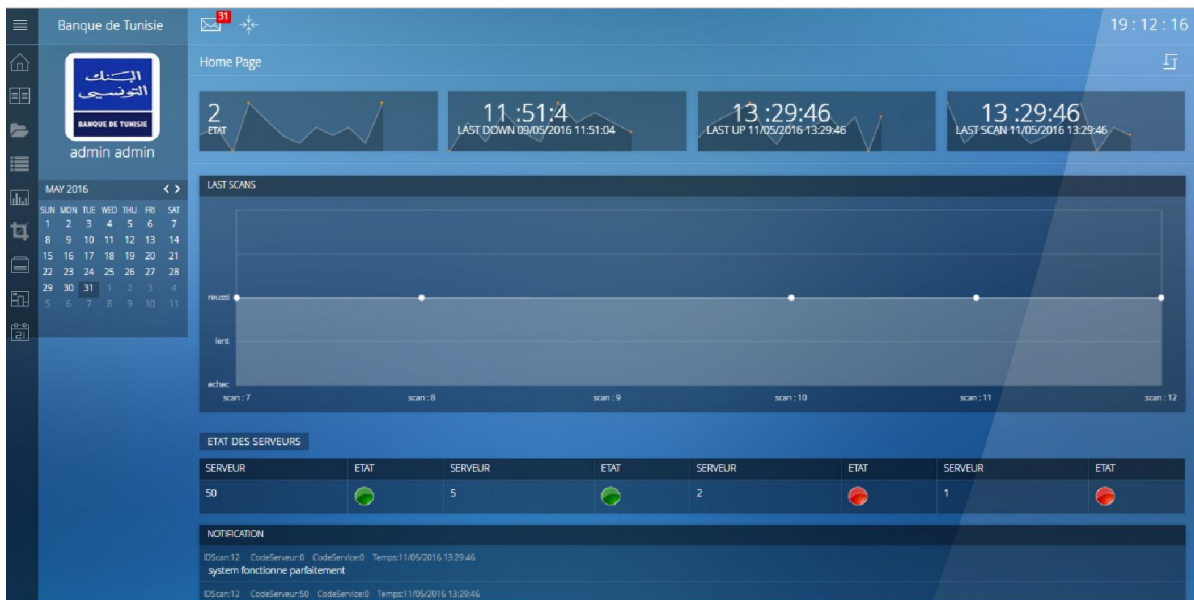 Banque de Tunisie
31
19 : 12 : 16
Home Page
البنك
التونسي
BANQUE DE TUNISIE
admin admin
2
ETAT
11 :51:4
LAST DOWN 09/05/2016 11:51:04
13 :29:46
LAST UP 11/05/2016 13:29:46
13 :29:46
LAST SCAN 11/05/2016 13:29:46
MAY 2016
SUN MON TUE WED THU FRI SAT
1 2 3 4 5 6 7
8 9 10 11 12 13 14
15 16 17 18 19 20 21
22 23 24 25 26 27 28
29 30 31 1 2 3 4
5 6 7 8 9 10 11
21
LAST SCANS
reussi
lent
echec
scan : 7 scan : 8 scan : 9 scan : 10 scan : 11 scan : 12
ETAT DES SERVEURS
SERVEUR ETAT SERVEUR ETAT SERVEUR ETAT SERVEUR ETAT
50 5 2 1
NOTIFICATION
IDScan:12 CodeServeur:0 CodeService:0 Temps:11/05/2016 13:29:46
system fonctionne parfaitement
IDScan:12 CodeServeur:50 CodeService:0 Temps:11/05/2016 13:29:46